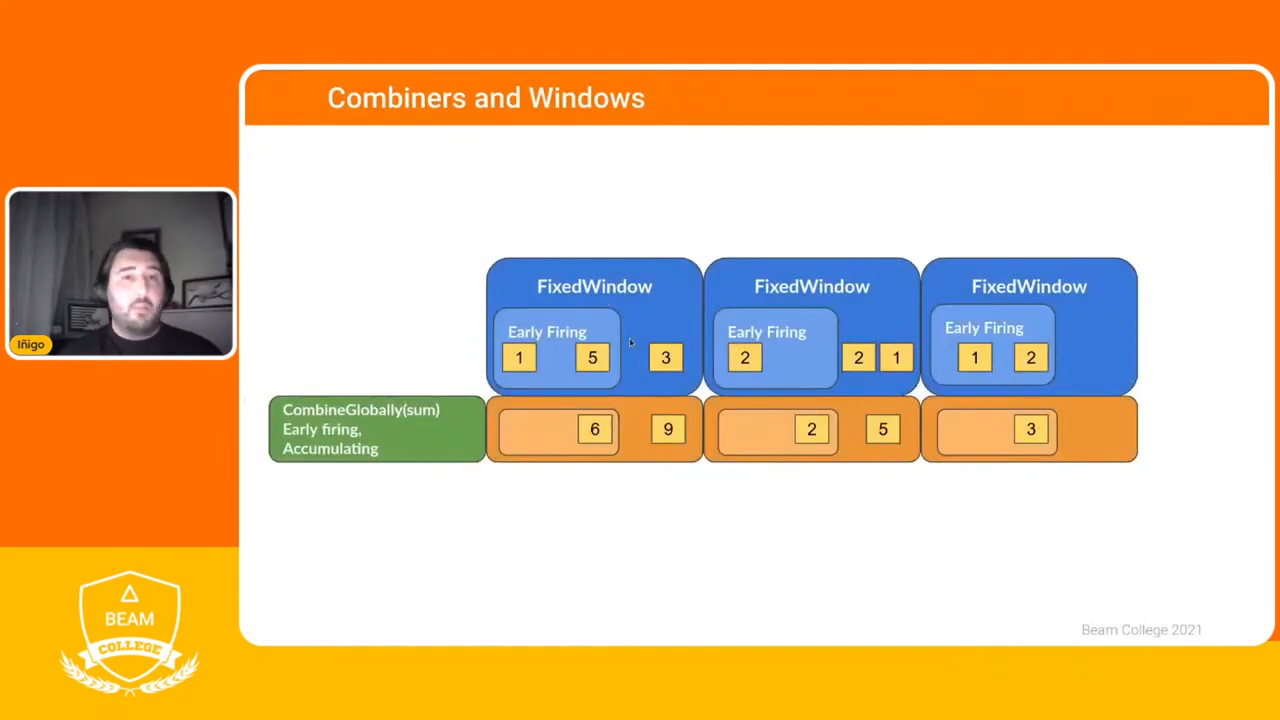 Combiners and Windows
FixedWindow
FixedWindow
FixedWindow
Early Firing
Early Firing
Early Firing
1
5
3
2
2
1
1
2
CombineGlobally(sum)
Early firing,
Accumulating
6
9
2
5
3
Iñigo
BEAM
COLLEGE
Beam College 2021